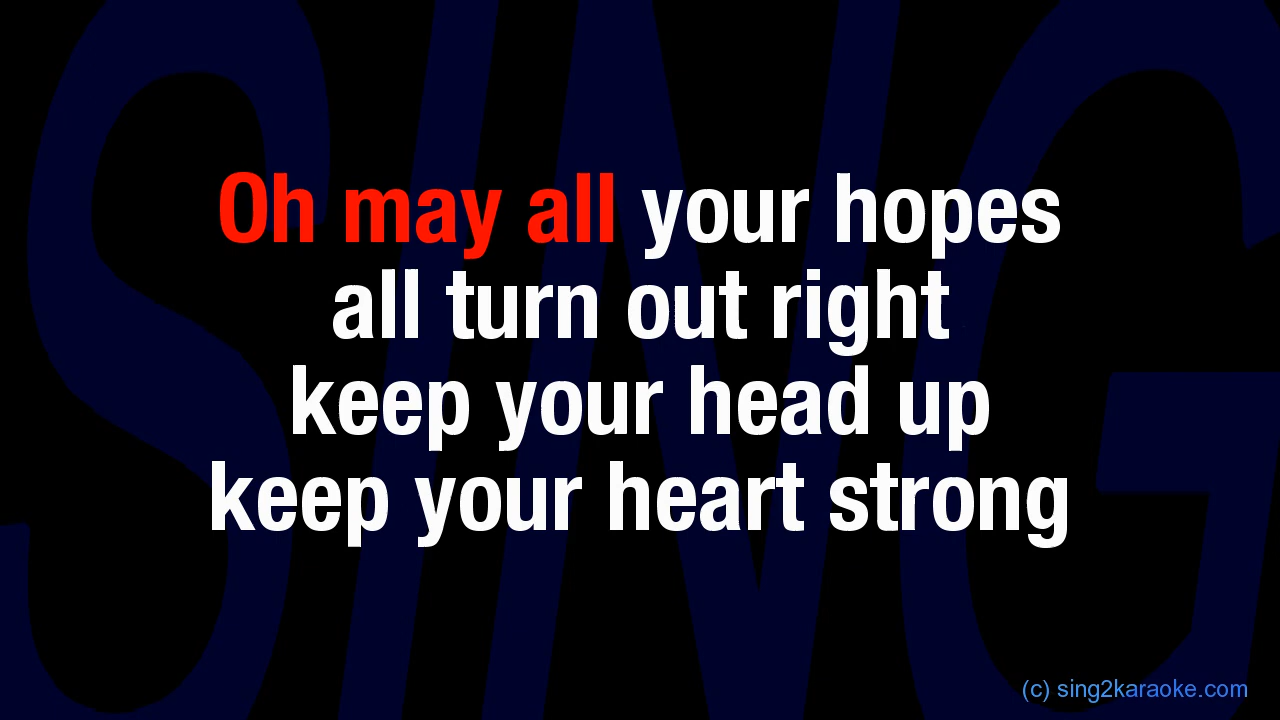 SING
Oh may all your hopes
all turn out right
keep your head up
keep your heart strong
(c) sing2karaoke.com